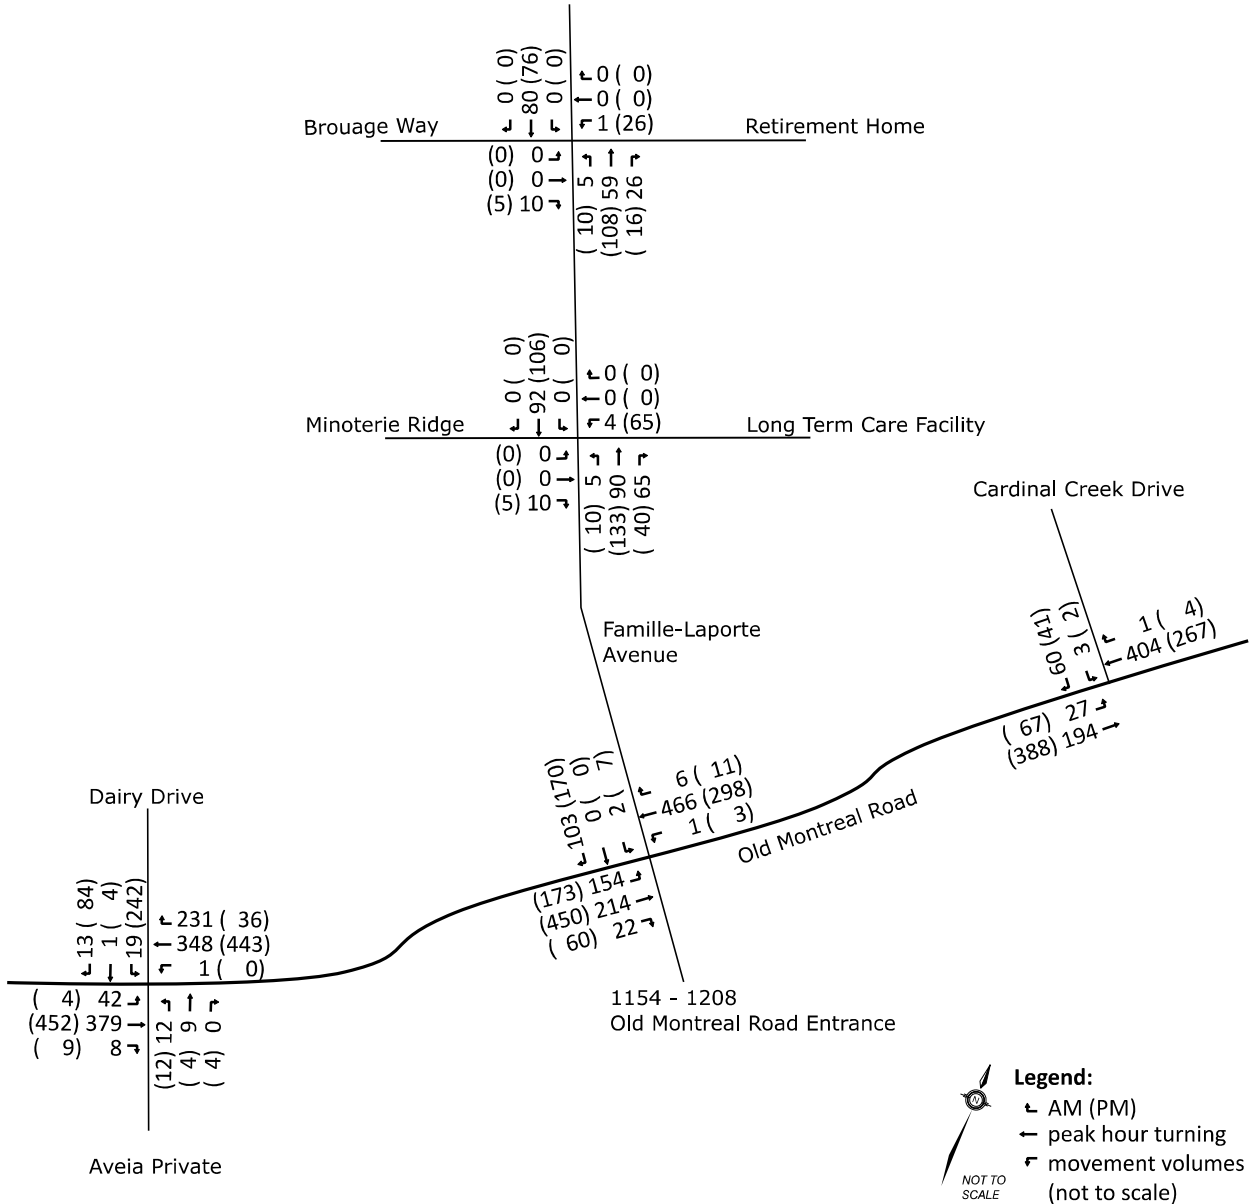 0 ( 0)
80 (76)
0 ( 0)
0 ( 0)
0 ( 0)
1 (26)
Brouage Way
Retirement Home
(0) 0
(0) 0
(5) 10
( 10) 5
(108) 59
( 16) 26
0 ( 0)
92 (106)
0 ( 0)
0 ( 0)
0 ( 0)
4 (65)
Minoterie Ridge
Long Term Care Facility
(0) 0
(0) 0
(5) 10
( 10) 5
(133) 90
( 40) 65
Cardinal Creek Drive
60 (41)
3 ( 2)
1 ( 4)
404 (267)
( 67) 27
(388) 194
Famille-Laporte
Avenue
103 (170)
0 ( 0)
2 ( 7)
6 ( 11)
466 (298)
1 ( 3)
Old Montreal Road
(173) 154
(450) 214
( 60) 22
1154 - 1208
Old Montreal Road Entrance
Dairy Drive
13 ( 84)
1 ( 4)
19 (242)
231 ( 36)
348 (443)
1 ( 0)
( 4) 42
(452) 379
( 9) 8
(12) 12
( 4) 9
( 4) 0
Aveia Private
N
NOT TO
SCALE
Legend:
AM (PM)
peak hour turning
movement volumes
(not to scale)